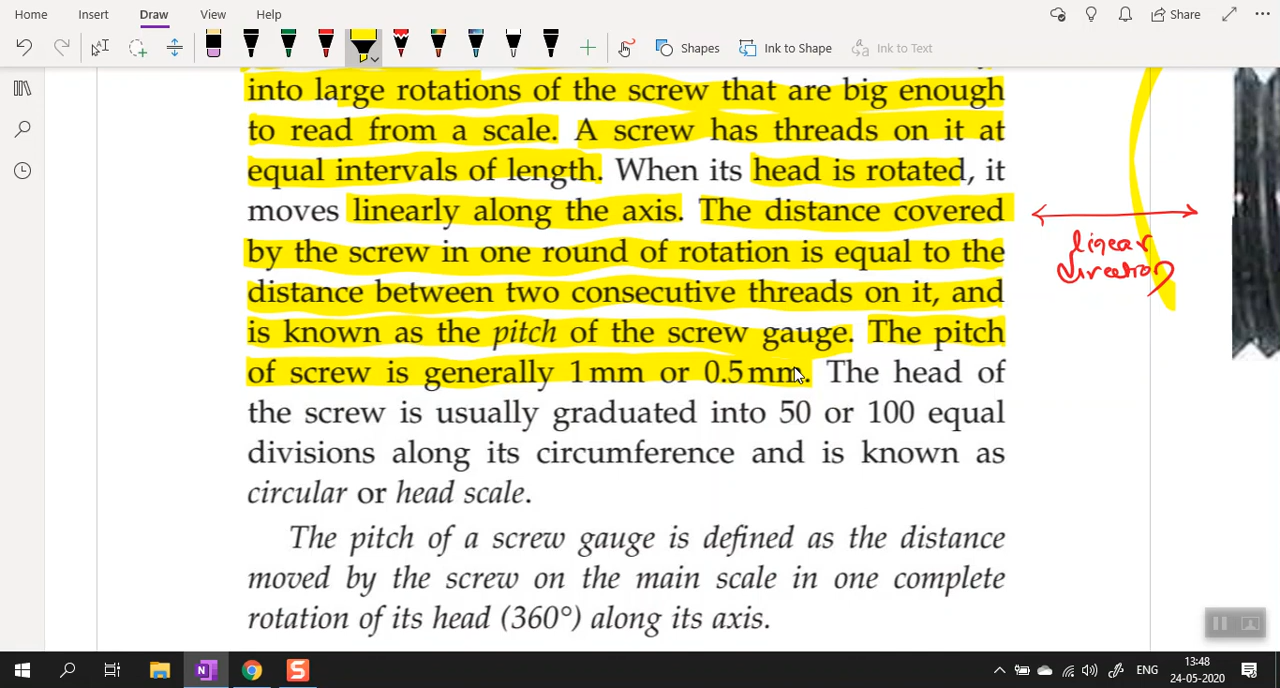 Home Insert Draw View Help
Share
Shapes Ink to Shape Ink to Text
into large rotations of the screw that are big enough
to read from a scale. A screw has threads on it at
equal intervals of length. When its head is rotated, it
moves linearly along the axis. The distance covered
by the screw in one round of rotation is equal to the
distance between two consecutive threads on it, and
is known as the pitch of the screw gauge. The pitch
of screw is generally 1 mm or 0.5 mm. The head of
the screw is usually graduated into 50 or 100 equal
divisions along its circumference and is known as
circular or head scale.
The pitch of a screw gauge is defined as the distance
moved by the screw on the main scale in one complete
rotation of its head (360°) along its axis.
linear
direction
ENG
13:48
24-05-2020